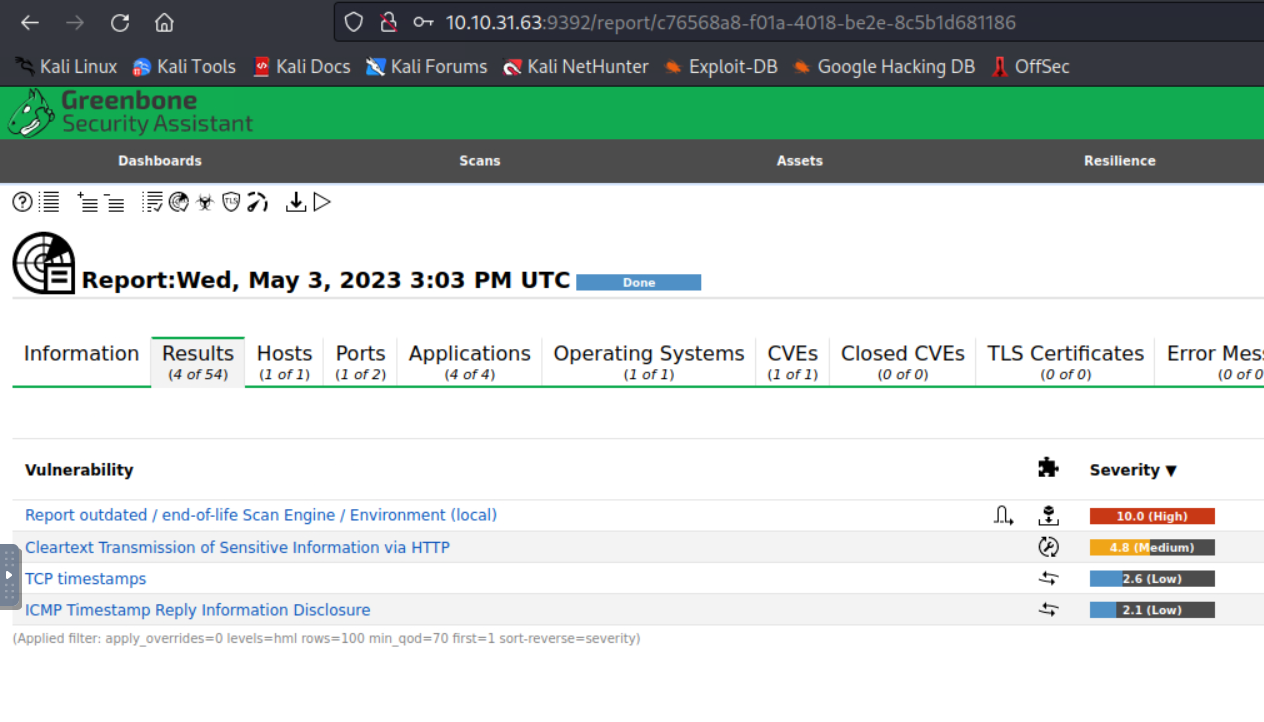 10.10.31.63:9392/report/c76568a8-f01a-4018-be2e-8c5b1d681186
Kali Linux Kali Tools Kali Docs Kali Forums Kali NetHunter Exploit-DB Google Hacking DB OffSec
Greenbone
Security Assistant
Dashboards Scans Assets Resilience
Report:Wed, May 3, 2023 3:03 PM UTC Done
Information Results Hosts Ports Applications Operating Systems CVEs Closed CVEs TLS Certificates Error Mes
(4 of 54) (1 of 1) (1 of 2) (4 of 4) (1 of 1) (1 of 1) (0 of 0) (0 of 0) (0 of 0
Vulnerability Severity ▼
Report outdated / end-of-life Scan Engine / Environment (local) 10.0 (High)
Cleartext Transmission of Sensitive Information via HTTP 4.8 (Medium)
TCP timestamps 2.6 (Low)
ICMP Timestamp Reply Information Disclosure 2.1 (Low)
(Applied filter: apply_overrides=0 levels=hml rows=100 min_qod=70 first=1 sort-reverse=severity)